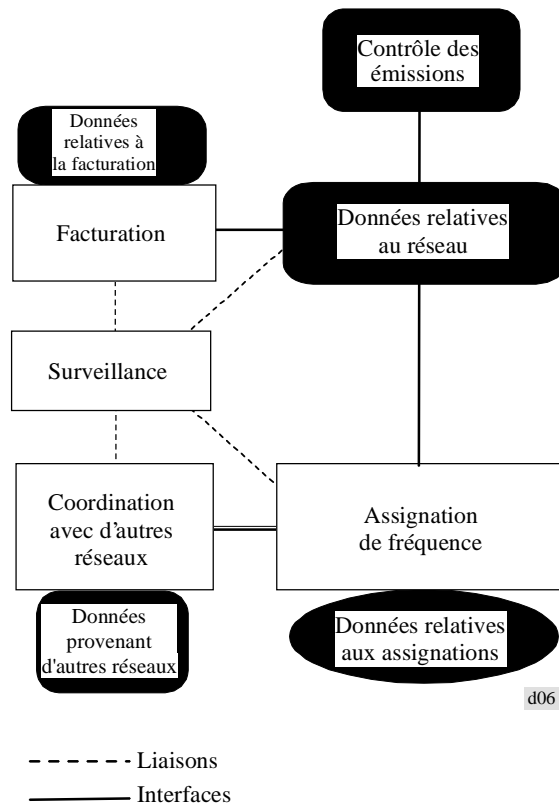 Contrôle des
émissions
Données
relatives à
la facturation
Facturation
Données relatives
au réseau
Surveillance
Coordination
avec d'autres
réseaux
Assignation
de fréquence
Données
provenant
d'autres réseaux
Données relatives
aux assignations
d06
Liaisons
Interfaces